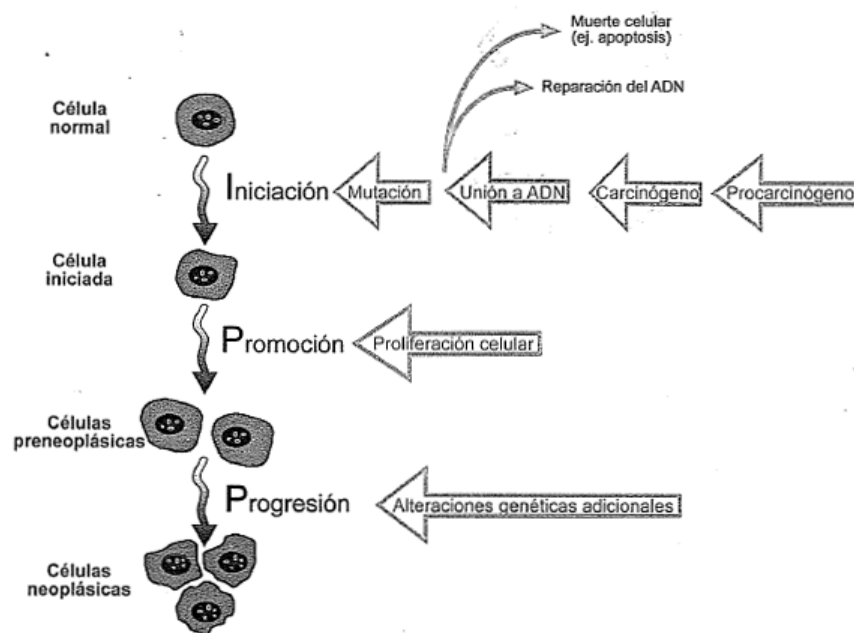 Muerte celular
(ej. apoptosis)
Reparación del ADN
Célula
normal
Iniciación
Mutación
Unión a ADN
Carcinógeno
Procarcinógeno
Célula
iniciada
Promoción
Proliferación celular
Células
preneoplásicas
Progresión
Alteraciones genéticas adicionales
Células
neoplásicas